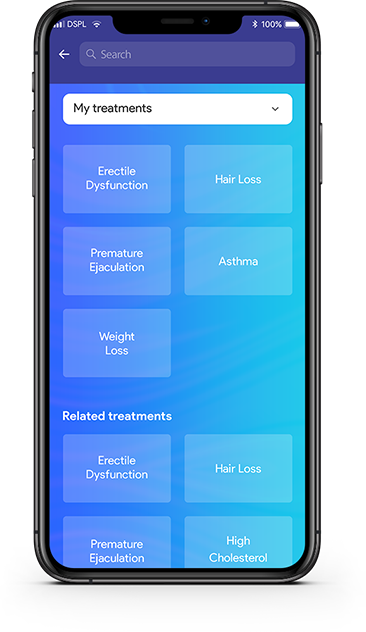 DSPL 100%
Search
My treatments
Erectile
Dysfunction
Hair Loss
Premature
Ejaculation
Asthma
Weight
Loss
Related treatments
Erectile
Dysfunction
Hair Loss
Premature
Ejaculation
High
Cholesterol